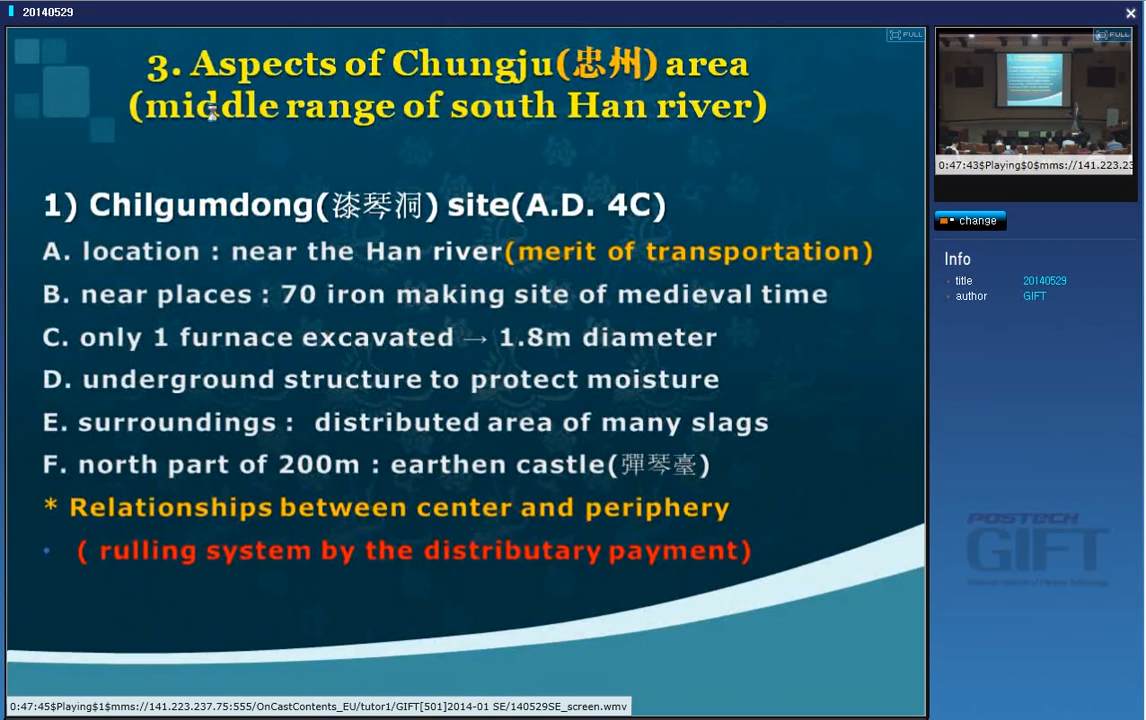 20140529
FULL
3. Aspects of Chungju(忠州) area
(middle range of south Han river)
1) Chilgumdong(漆琴洞) site(A.D. 4C)
A. location : near the Han river(merit of transportation)
B. near places : 70 iron making site of medieval time
C. only 1 furnace excavated → 1.8m diameter
D. underground structure to protect moisture
E. surroundings : distributed area of many slags
F. north part of 200m : earthen castle(彈琴臺)
* Relationships between center and periphery
• ( rulling system by the distributary payment)
0:47:45$Playing$1$mms://141.223.237.75:555/OnCastContents_EU/tutor1/GIFT[501]2014-01 SE/140529SE_screen.wmv
FULL
0:47:43$Playing$0$mms://141.223.23
change
Info
title 20140529
author GIFT
POSTECH
GIFT